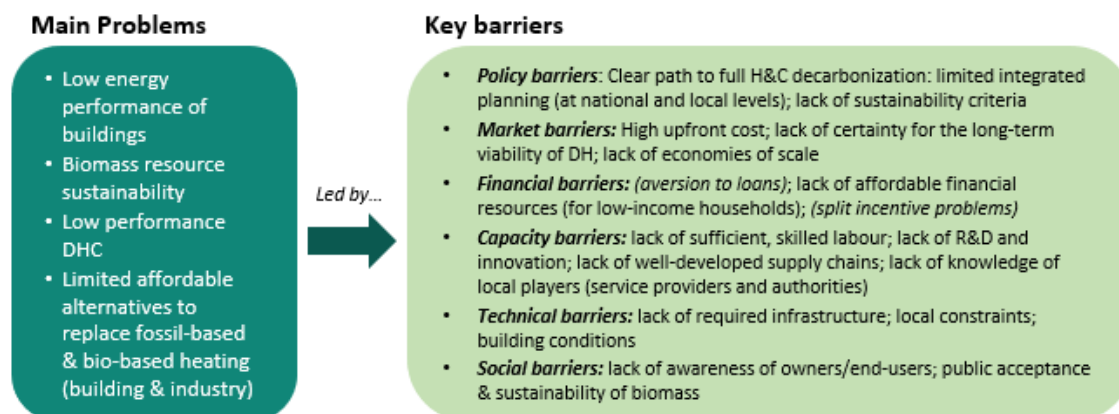 Main Problems
• Low energy
performance of
buildings
• Biomass resource
sustainability
• Low performance
DHC
• Limited affordable
alternatives to
replace fossil-based
& bio-based heating
(building & industry)
Led by...
Key barriers
• Policy barriers: Clear path to full H&C decarbonization: limited integrated
planning (at national and local levels); lack of sustainability criteria
• Market barriers: High upfront cost; lack of certainty for the long-term
viability of DH; lack of economies of scale
• Financial barriers: (aversion to loans); lack of affordable financial
resources (for low-income households); (split incentive problems)
• Capacity barriers: lack of sufficient, skilled labour; lack of R&D and
innovation; lack of well-developed supply chains; lack of knowledge of
local players (service providers and authorities)
• Technical barriers: lack of required infrastructure; local constraints;
building conditions
• Social barriers: lack of awareness of owners/end-users; public acceptance
& sustainability of biomass